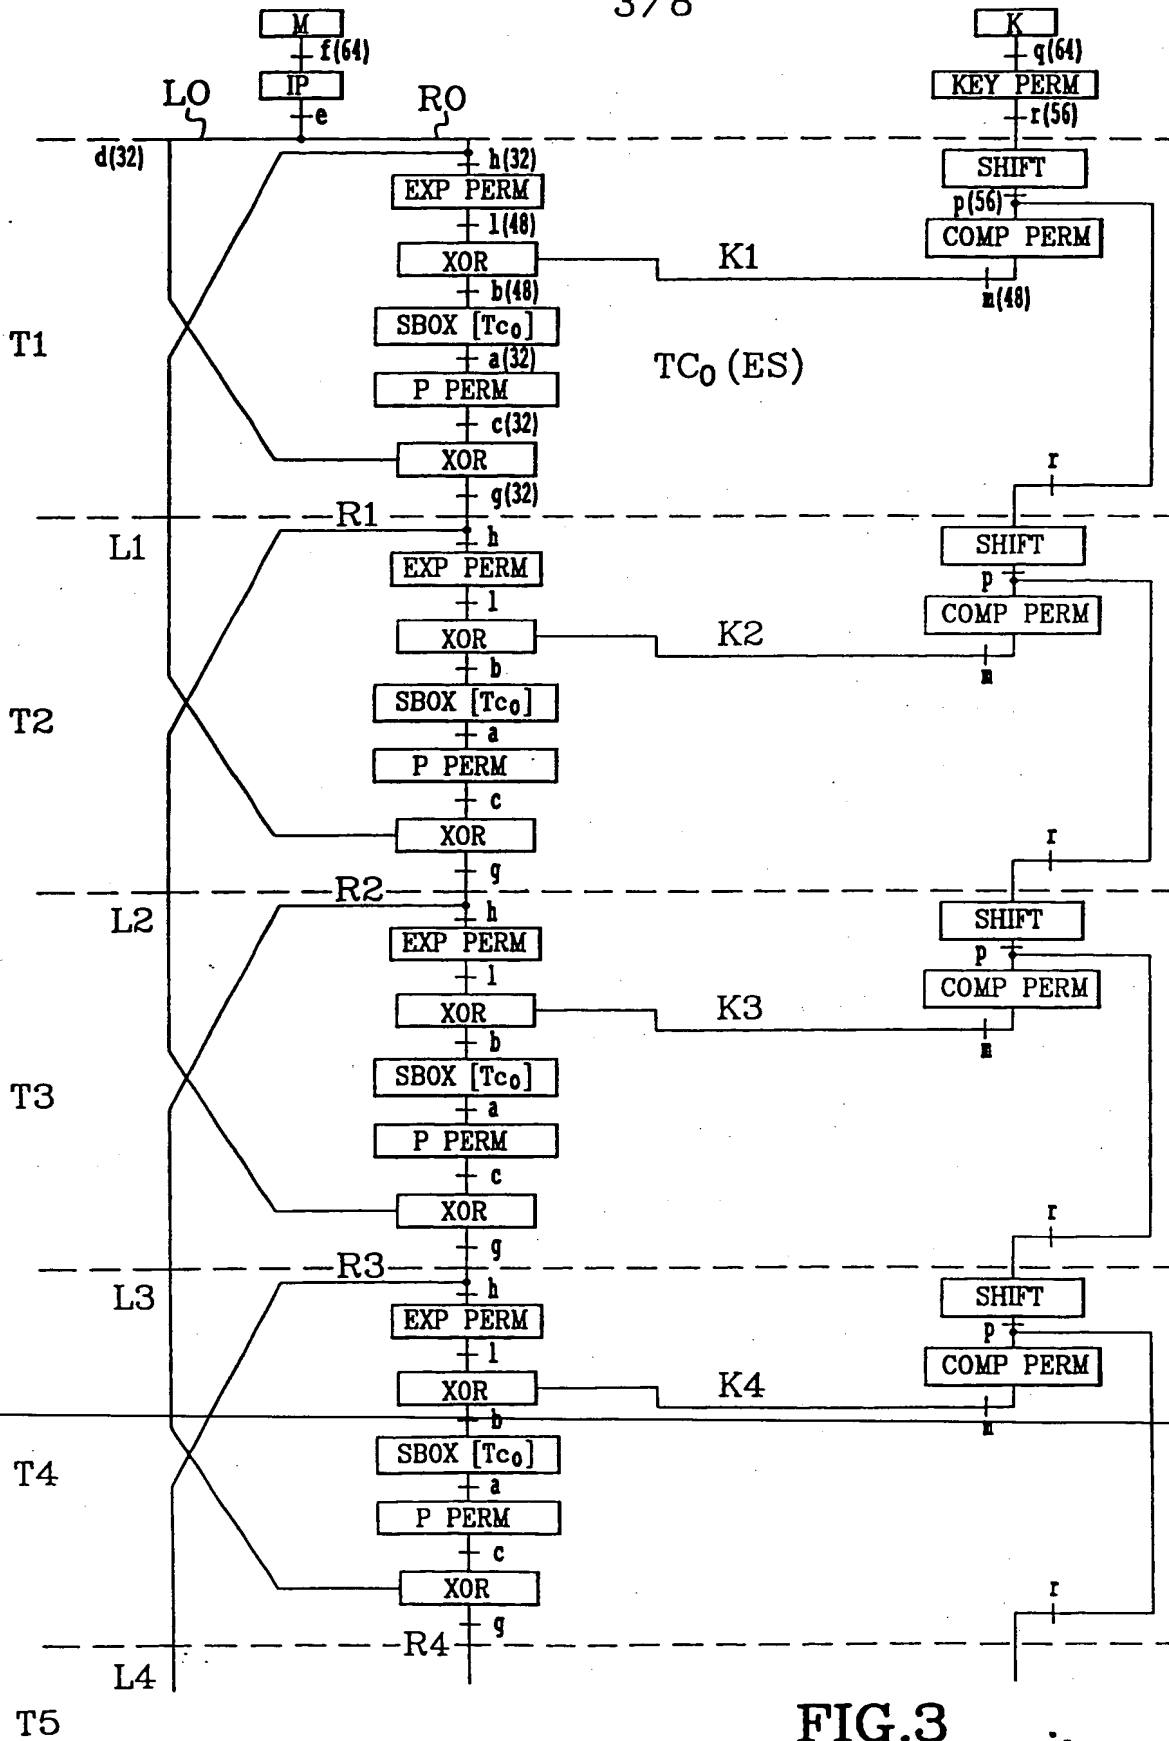 3/8
M K
f(64) q(64)
IP KEY PERM
L0 R0 e r(56)
d(32) h(32) SHIFT
EXP PERM p(56)
l(48) COMP PERM
XOR K1
b(48) m(48)
SBOX [Tc0]
T1 a(32) TC0 (ES)
P PERM
c(32)
XOR r
g(32)
R1
L1 h SHIFT
EXP PERM p
l COMP PERM
XOR K2
b m
SBOX [Tc0]
T2 a
P PERM
c
XOR r
g
R2
L2 h SHIFT
EXP PERM p
l COMP PERM
XOR K3
b m
SBOX [Tc0]
T3 a
P PERM
c
XOR r
g
R3
L3 h SHIFT
EXP PERM p
l COMP PERM
XOR K4
b m
SBOX [Tc0]
T4 a
P PERM
c
XOR r
g
R4
L4
T5 FIG.3